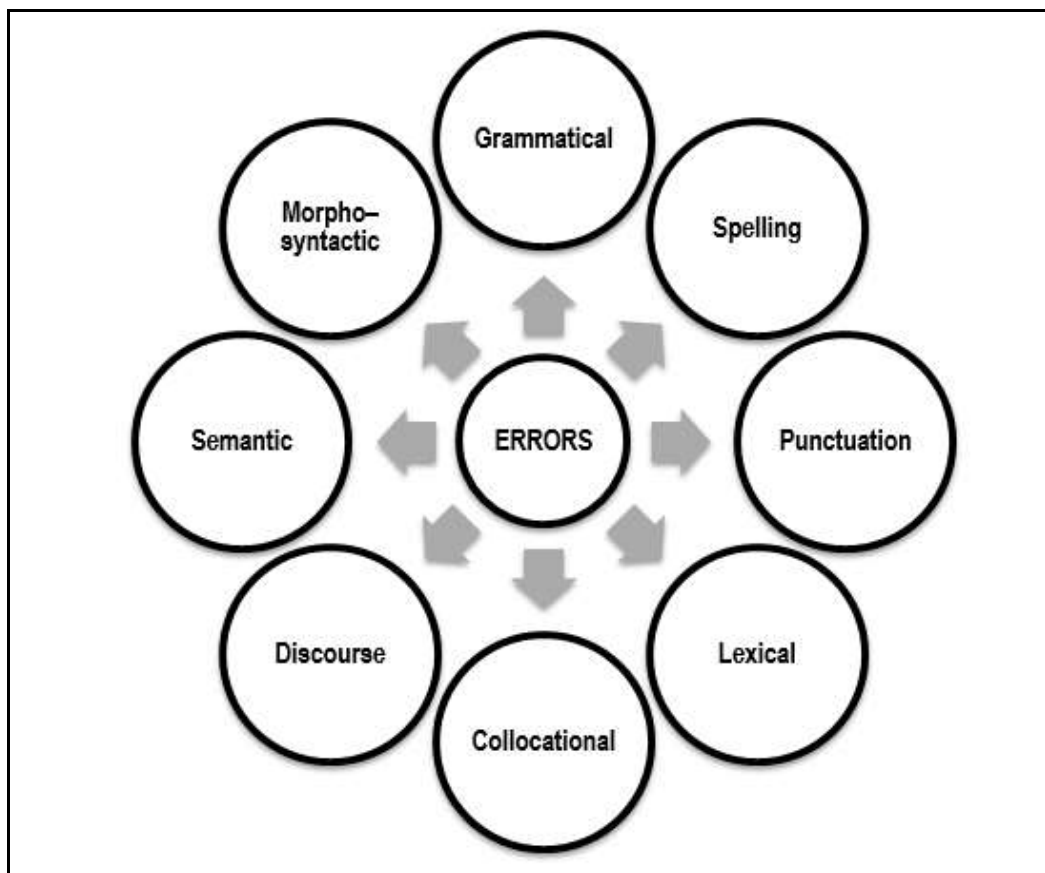 Grammatical
Morpho–
syntactic
Spelling
Semantic
ERRORS
Punctuation
Discourse
Lexical
Collocational